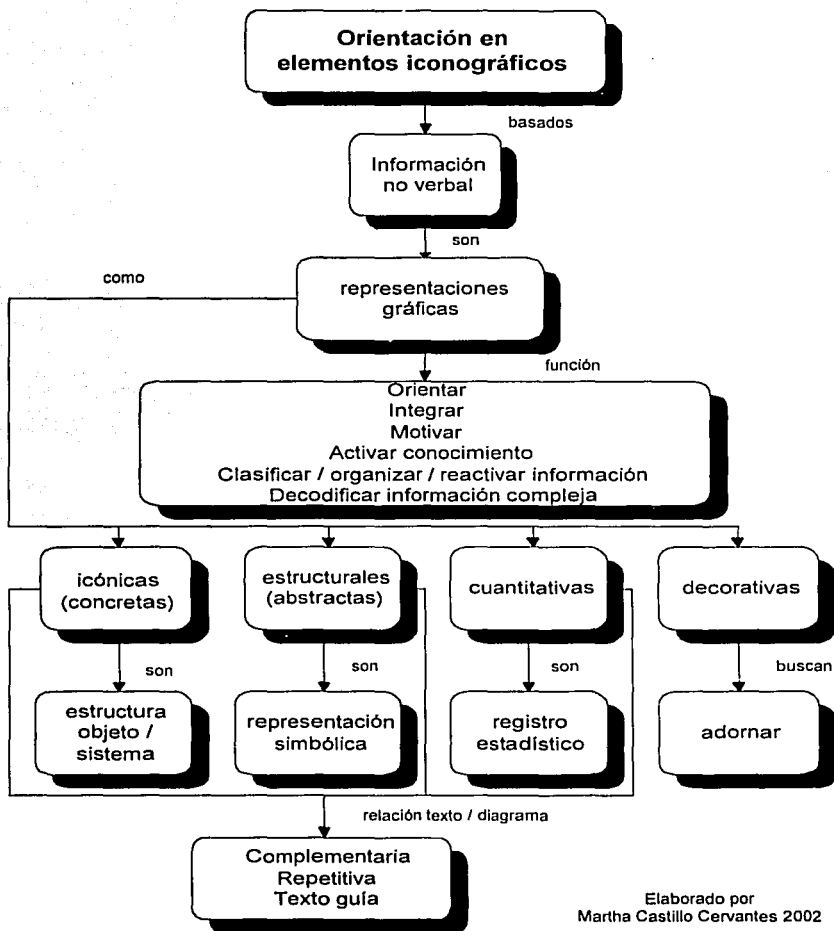 Orientación en
elementos iconográficos
basados
Información
no verbal
son
como
representaciones
gráficas
función
Orientar
Integrar
Motivar
Activar conocimiento
Clasificar / organizar / reactivar información
Decodificar información compleja
icónicas
(concretas)
estructurales
(abstractas)
cuantitativas
decorativas
son
son
son
buscan
estructura
objeto /
sistema
representación
simbólica
registro
estadístico
adornar
relación texto / diagrama
Complementaría
Repetitiva
Texto guía
Elaborado por
Martha Castillo Cervantes 2002